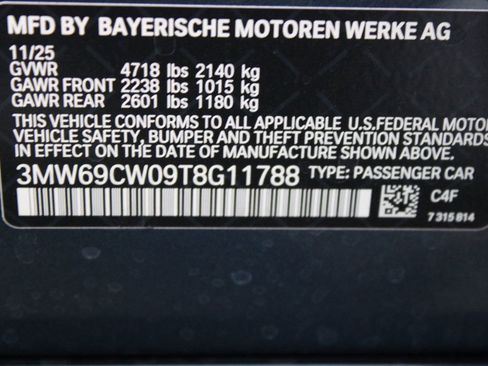 MFD BY BAYERISCHE MOTOREN WERKE AG
11/25
GVWR 4718 lbs 2140 kg
GAWR FRONT 2238 lbs 1015 kg
GAWR REAR 2601 lbs 1180 kg
THIS VEHICLE CONFORMS TO ALL APPLICABLE U.S.FEDERAL MOTO
VEHICLE SAFETY, BUMPER AND THEFT PREVENTION STANDARDS
IN EFFECT ON THE DATE OF MANUFACTURE SHOWN ABOVE.
3MW69CW09T8G11788 TYPE: PASSENGER CAR
C4F
7 315 814